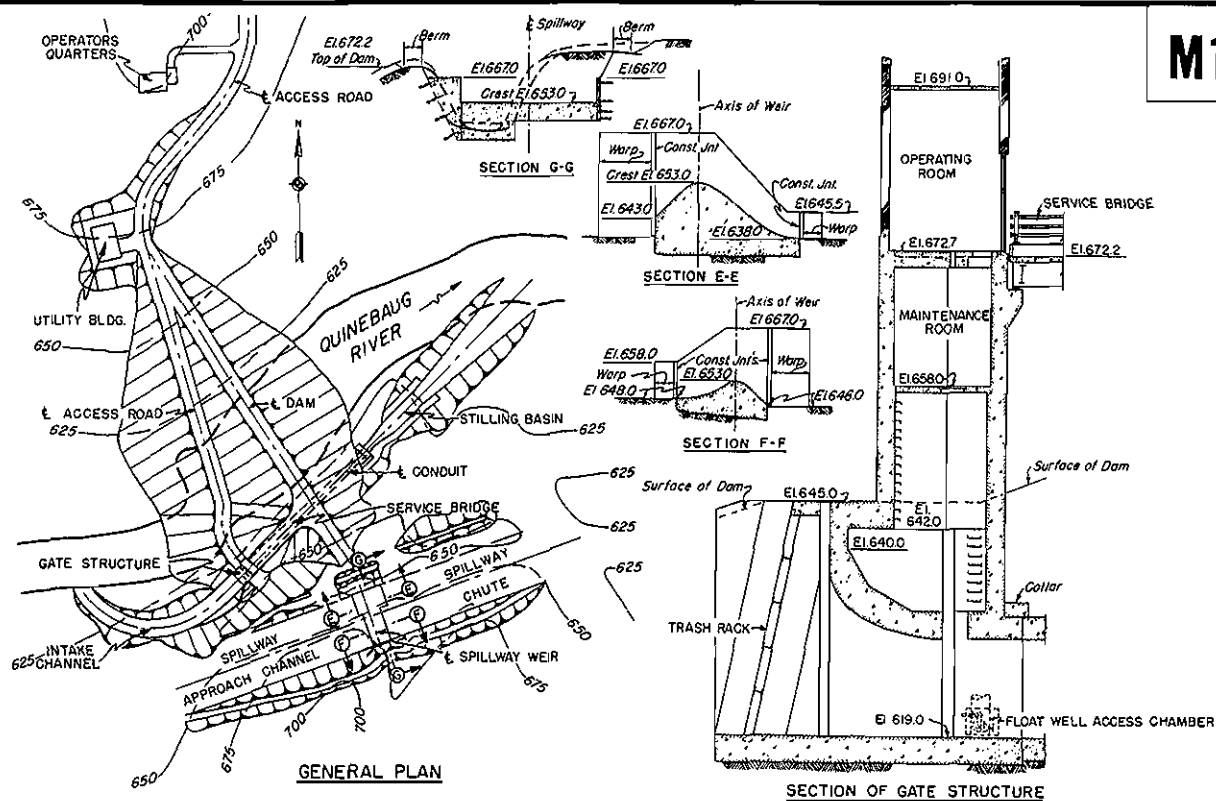 M1
OPERATORS
QUARTERS
700
℄ ACCESS ROAD
N
675
675
650
625
UTILITY BLDG.
650
QUINEBAUG
RIVER
℄ ACCESS ROAD
625
℄ DAM
STILLING BASIN
625
℄ CONDUIT
SERVICE BRIDGE
625
625
625
650
650
GATE STRUCTURE
G
E
E
F
F
G
SPILLWAY
CHUTE
SPILLWAY
APPROACH CHANNEL
INTAKE
CHANNEL
625
650
℄ SPILLWAY WEIR
675
700
700
675
650
GENERAL PLAN
℄ Spillway
Berm
Berm
El.672.2
Top of Dam
El.667.0
El.667.0
Crest El.653.0
SECTION G-G
Axis of Weir
El.667.0
Warp
Const. Jnt
Crest El.653.0
Const. Jnt.
El.645.5
El.643.0
El.638.0
Warp
SECTION E-E
Axis of Weir
El.667.0
El.658.0
Const. Jnt's.
Warp
Warp
El.653.0
El.648.0
El.646.0
SECTION F-F
El.691.0
OPERATING
ROOM
SERVICE BRIDGE
El.672.7
El.672.2
MAINTENANCE
ROOM
El.658.0
Surface of Dam
Surface of Dam
El.645.0
El.
642.0
El.640.0
Collar
TRASH RACK
El 619.0
FLOAT WELL ACCESS CHAMBER
SECTION OF GATE STRUCTURE